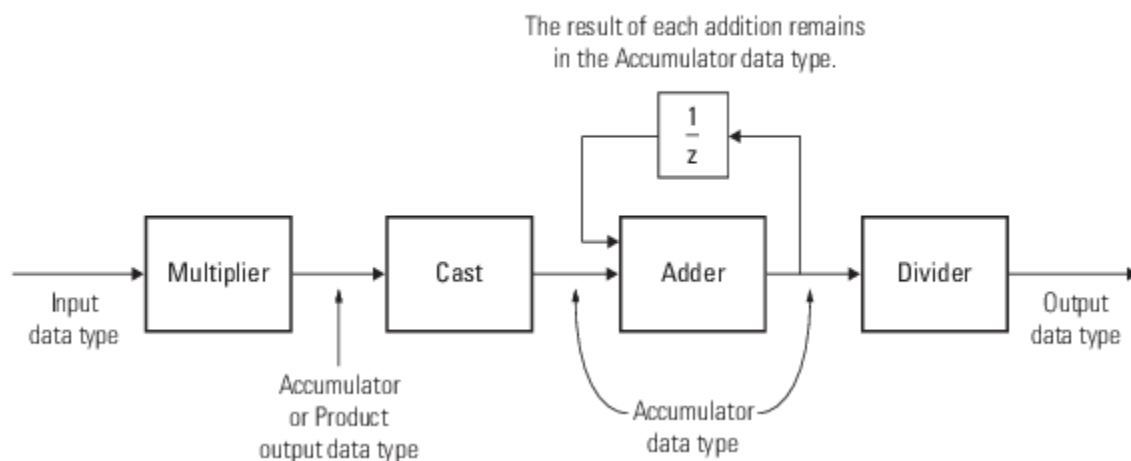 The result of each addition remains
in the Accumulator data type.
1
z
Multiplier
Cast
Adder
Divider
Input
data type
Output
data type
Accumulator
or Product
output data type
Accumulator
data type